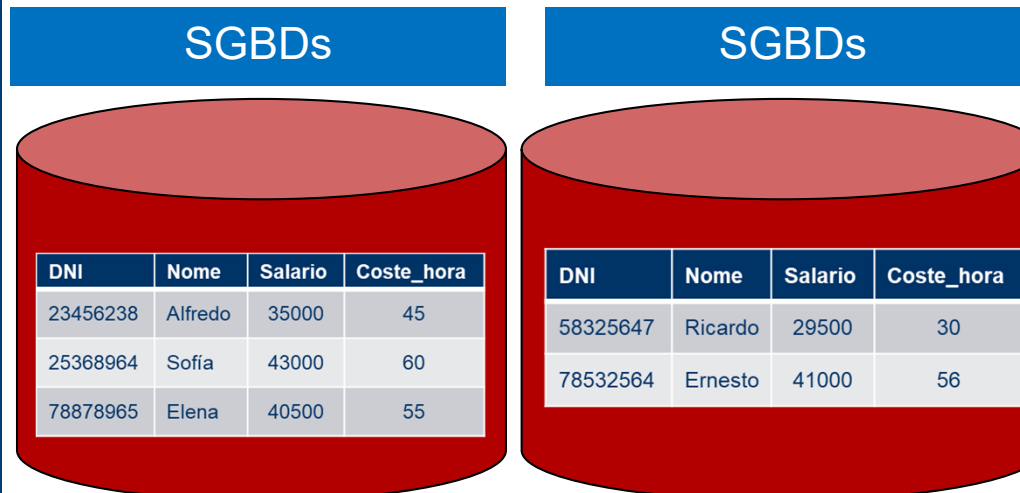 SGBDs
SGBDs
DNI Nome Salario Coste_hora
23456238 Alfredo 35000 45
25368964 Sofía 43000 60
78878965 Elena 40500 55
DNI Nome Salario Coste_hora
58325647 Ricardo 29500 30
78532564 Ernesto 41000 56